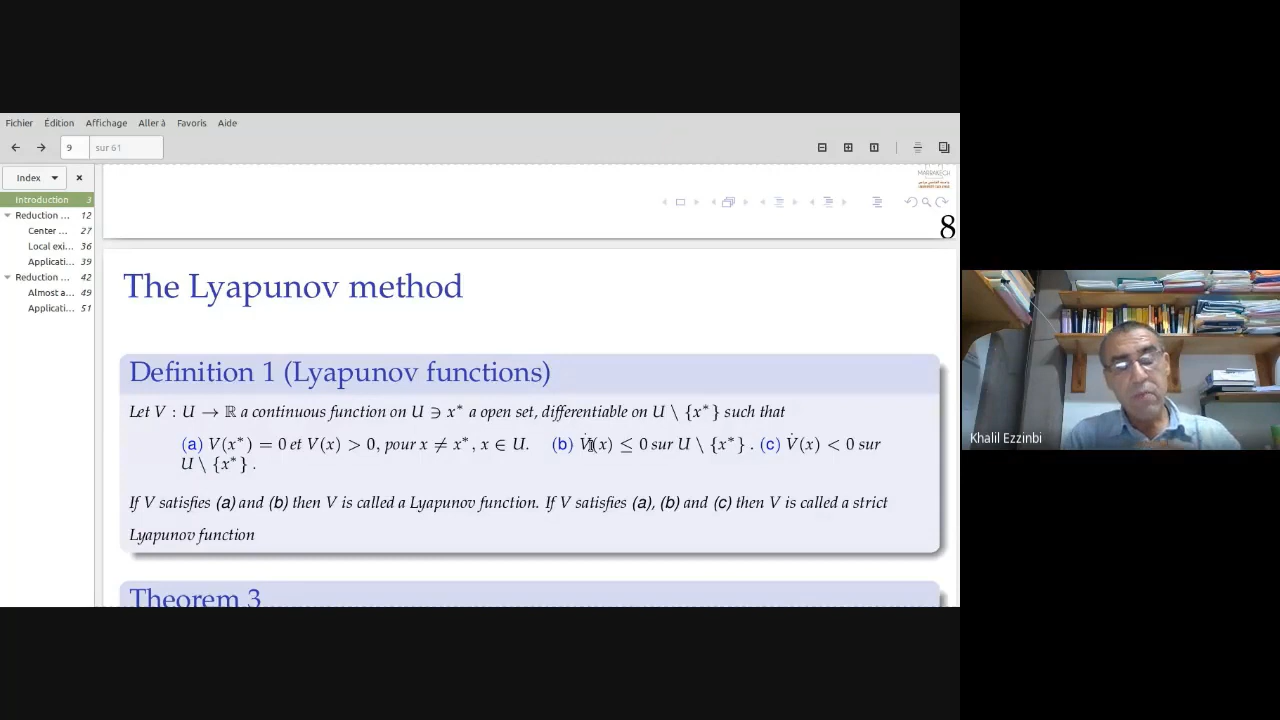 Fichier Édition Affichage Aller à Favoris Aide
9 sur 61
Index
Introduction 3
Reduction ... 12
Center ... 27
Local exi... 36
Applicati... 39
Reduction ... 42
Almost a... 49
Applicati... 51
MARRAKECH
8
The Lyapunov method
Definition 1 (Lyapunov functions)
Let V : U → ℝ a continuous function on U ∋ x* a open set, differentiable on U \ {x*} such that
(a) V(x*) = 0 et V(x) > 0, pour x ≠ x*, x ∈ U. (b) V̇(x) ≤ 0 sur U \ {x*} . (c) V̇(x) < 0 sur
U \ {x*} .
If V satisfies (a) and (b) then V is called a Lyapunov function. If V satisfies (a), (b) and (c) then V is called a strict
Lyapunov function
Theorem 3
Khalil Ezzinbi